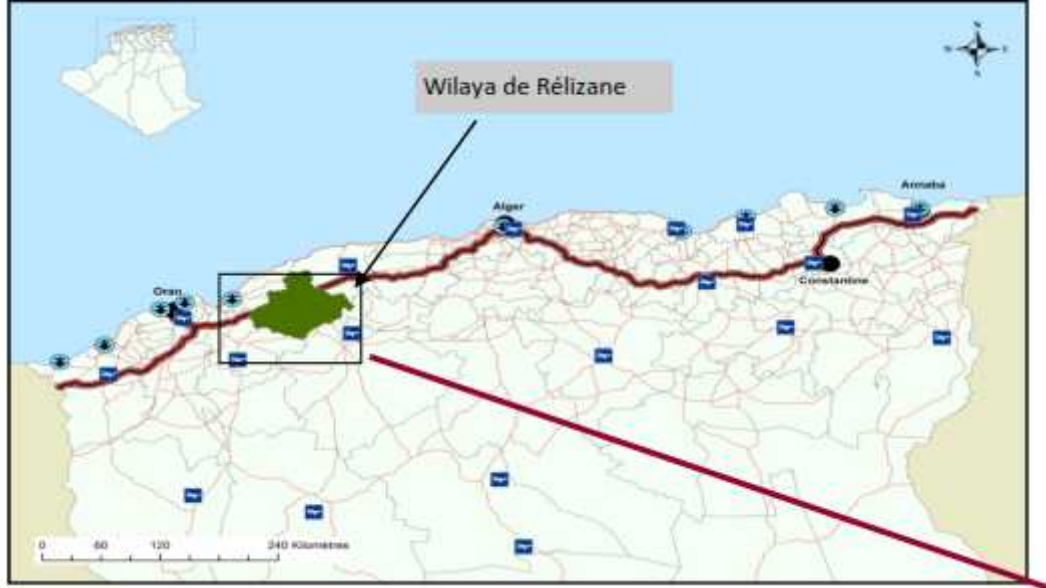 N
E
S
Wilaya de Rélizane
Annaba
Alger
Constantine
Oran
0 60 120 240 Kilomètres